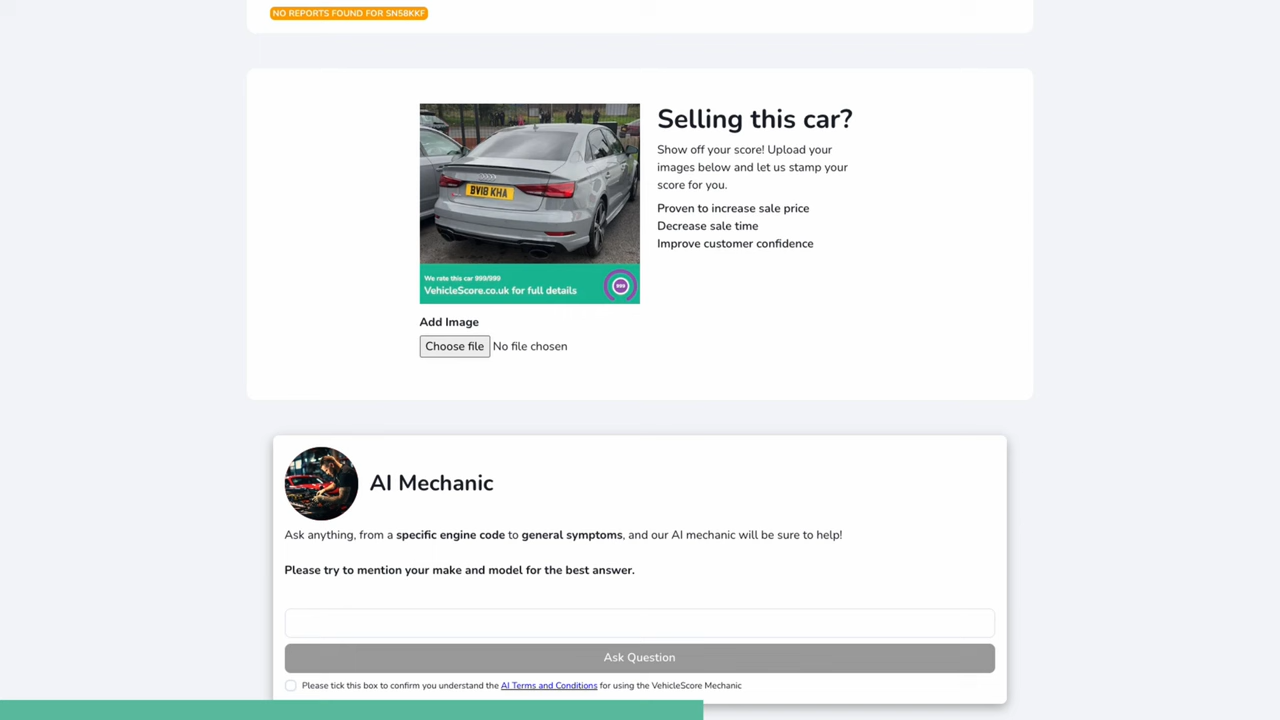 NO REPORTS FOUND FOR SN58KKF
Selling this car?
Show off your score! Upload your
images below and let us stamp your
score for you.
Proven to increase sale price
Decrease sale time
Improve customer confidence
BV18 KHA
We rate this car 999/999
VehicleScore.co.uk for full details
999
Add Image
Choose file No file chosen
AI Mechanic
Ask anything, from a specific engine code to general symptoms, and our AI mechanic will be sure to help!
Please try to mention your make and model for the best answer.
Ask Question
Please tick this box to confirm you understand the AI Terms and Conditions for using the VehicleScore Mechanic